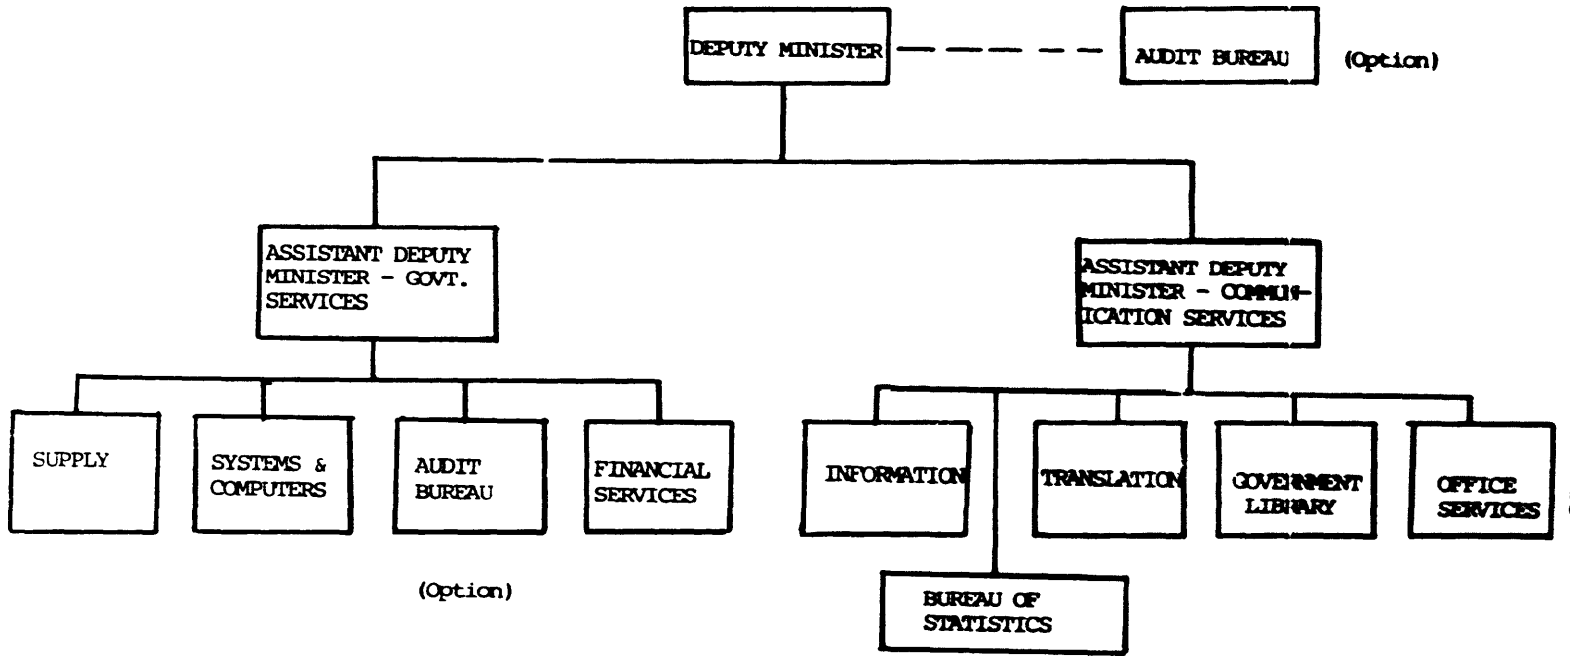 DEPUTY MINISTER
AUDIT BUREAU
(Option)
ASSISTANT DEPUTY
MINISTER - GOVT.
SERVICES
ASSISTANT DEPUTY
MINISTER - COMMUN-
ICATION SERVICES
SUPPLY
SYSTEMS &
COMPUTERS
AUDIT
BUREAU
FINANCIAL
SERVICES
INFORMATION
TRANSLATION
GOVERNMENT
LIBRARY
OFFICE
SERVICES
(Option)
BUREAU OF
STATISTICS